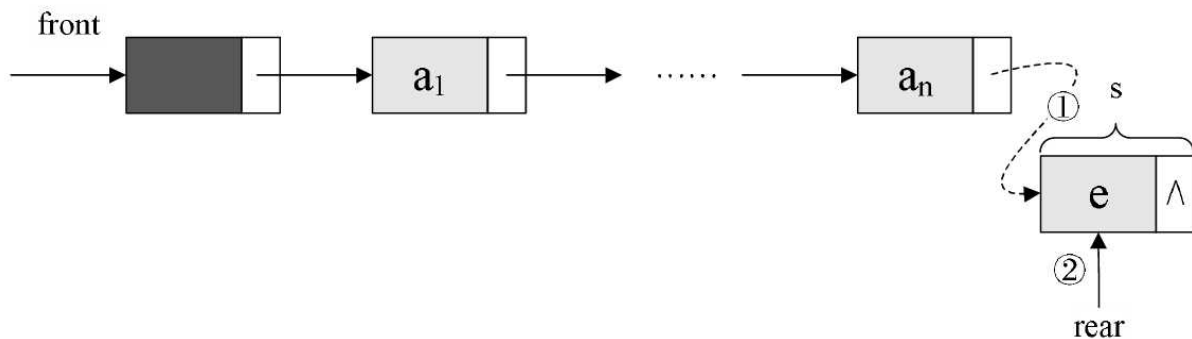 front
a₁
......
aₙ
①
s
e
∧
②
rear